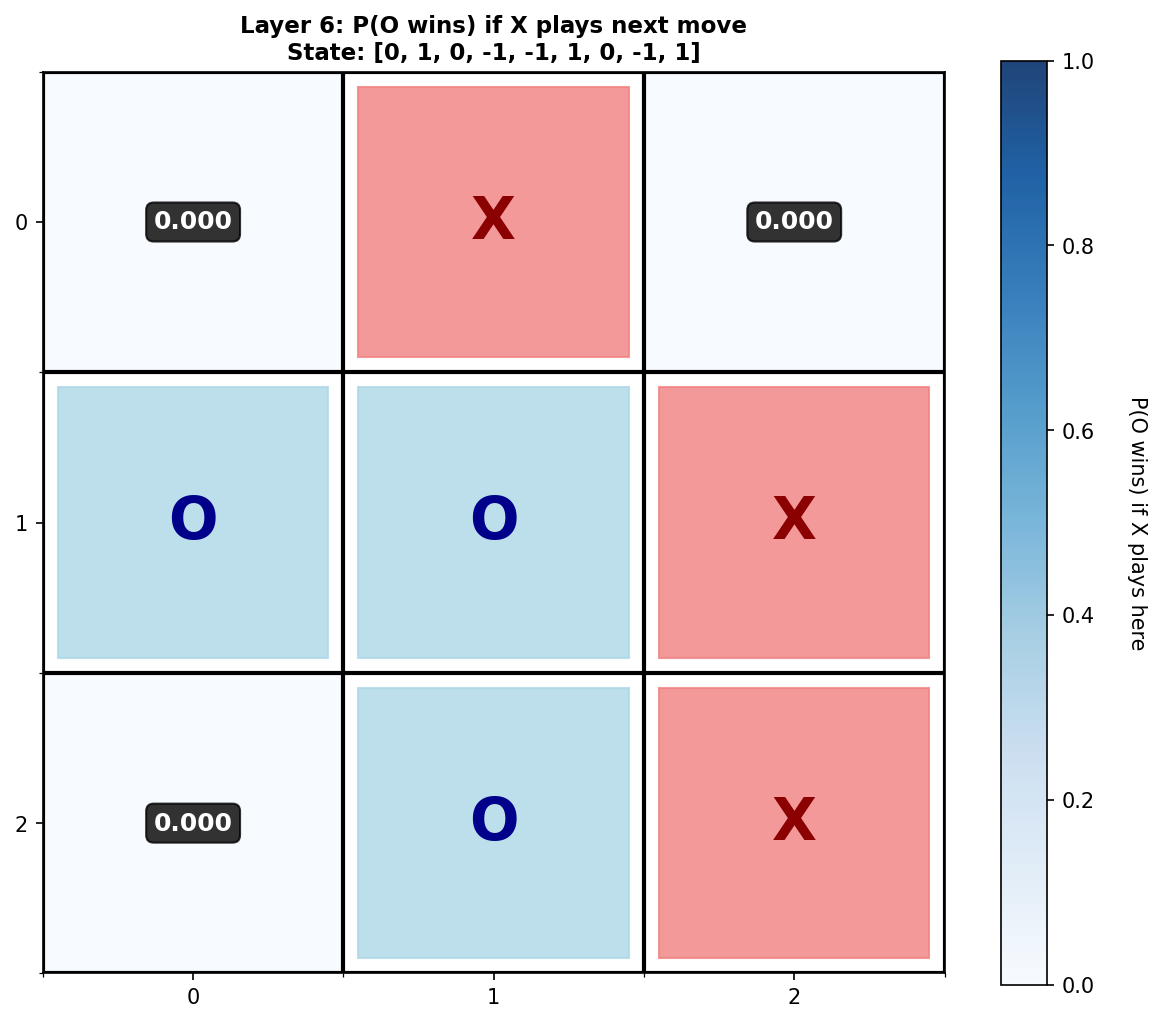 Layer 6: P(O wins) if X plays next move
State: [0, 1, 0, -1, -1, 1, 0, -1, 1]
0.000
X
0.000
O
O
X
0.000
O
X
0
1
2
0
1
2
1.0
0.8
0.6
0.4
0.2
0.0
P(O wins) if X plays here